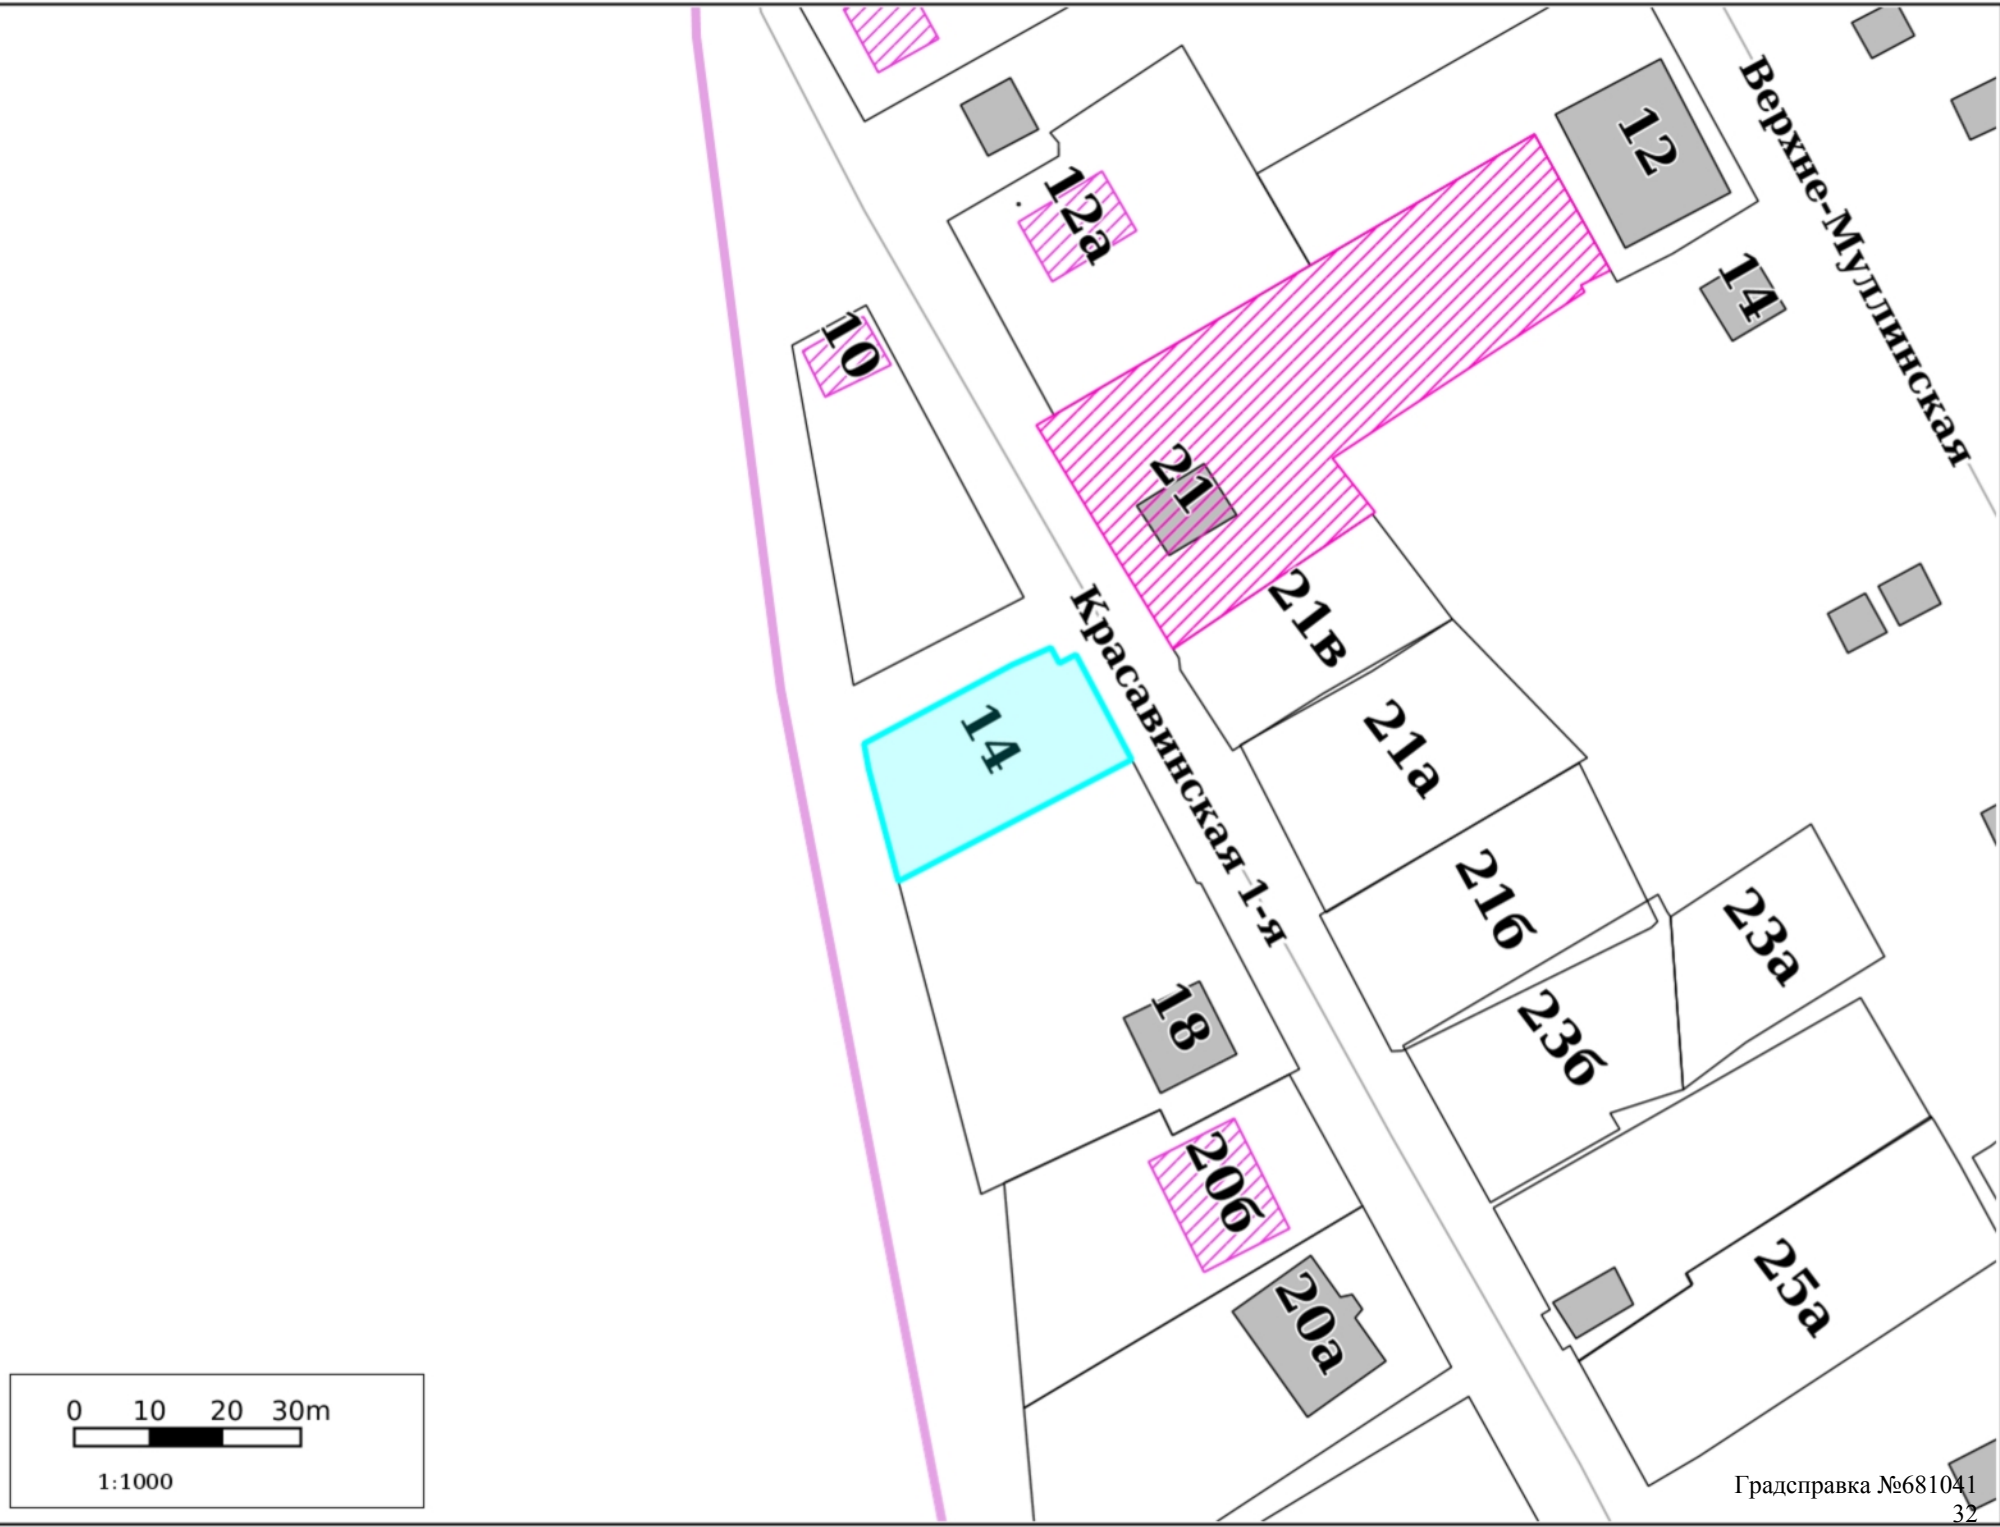 12
Верхне-Муллинская
12а
14
10
21
21в
Красавинская 1-я
14
21а
21б
23а
18
23б
20б
25а
20а
0 10 20 30m
1:1000
Градсправка №681041
32